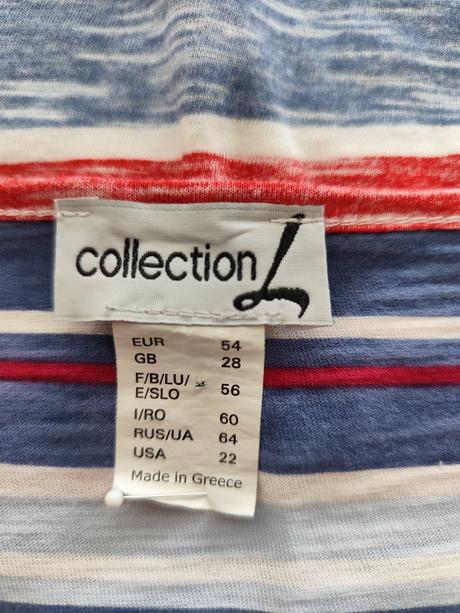 collection L
EUR 54
GB 28
F/B/LU/
E/SLO 56
I/RO 60
RUS/UA 64
USA 22
Made in Greece